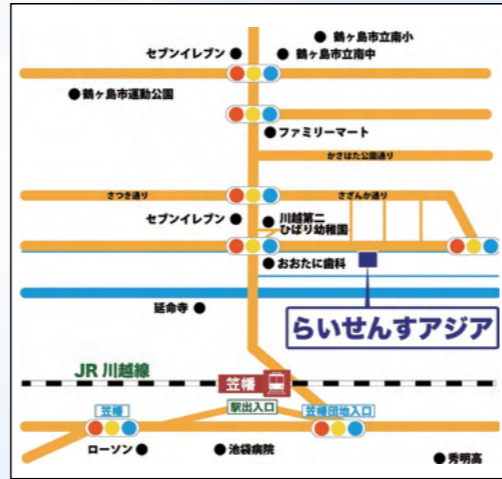 鶴ヶ島市立南小
セブンイレブン
鶴ヶ島市立南中
鶴ヶ島市運動公園
ファミリーマート
かさはた公園通り
さつき通り
さざんか通り
セブンイレブン
川越第二
ひばり幼稚園
おおたに歯科
延命寺
らいせんすアジア
JR 川越線
笠幡
笠幡
駅出入口
笠幡団地入口
ローソン
池袋病院
秀明高